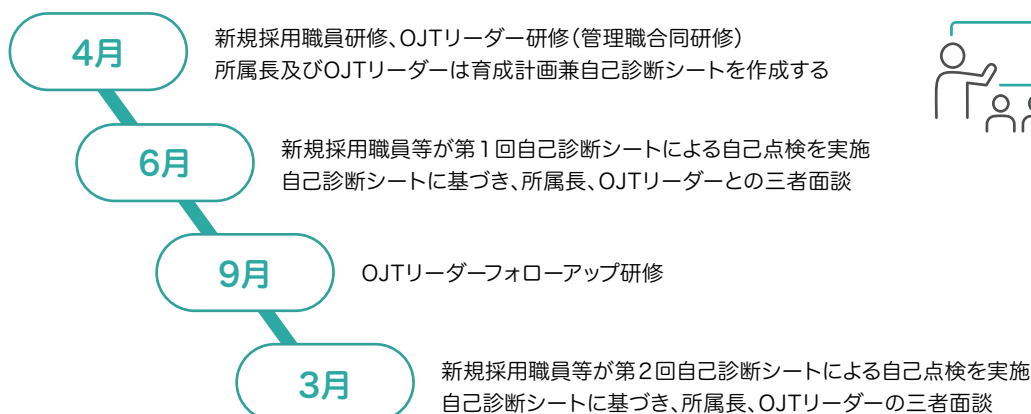 4月
新規採用職員研修、OJTリーダー研修(管理職合同研修)
所属長及びOJTリーダーは育成計画兼自己診断シートを作成する
6月
新規採用職員等が第1回自己診断シートによる自己点検を実施
自己診断シートに基づき、所属長、OJTリーダーとの三者面談
9月
OJTリーダーフォローアップ研修
3月
新規採用職員等が第2回自己診断シートによる自己点検を実施
自己診断シートに基づき、所属長、OJTリーダーの三者面談